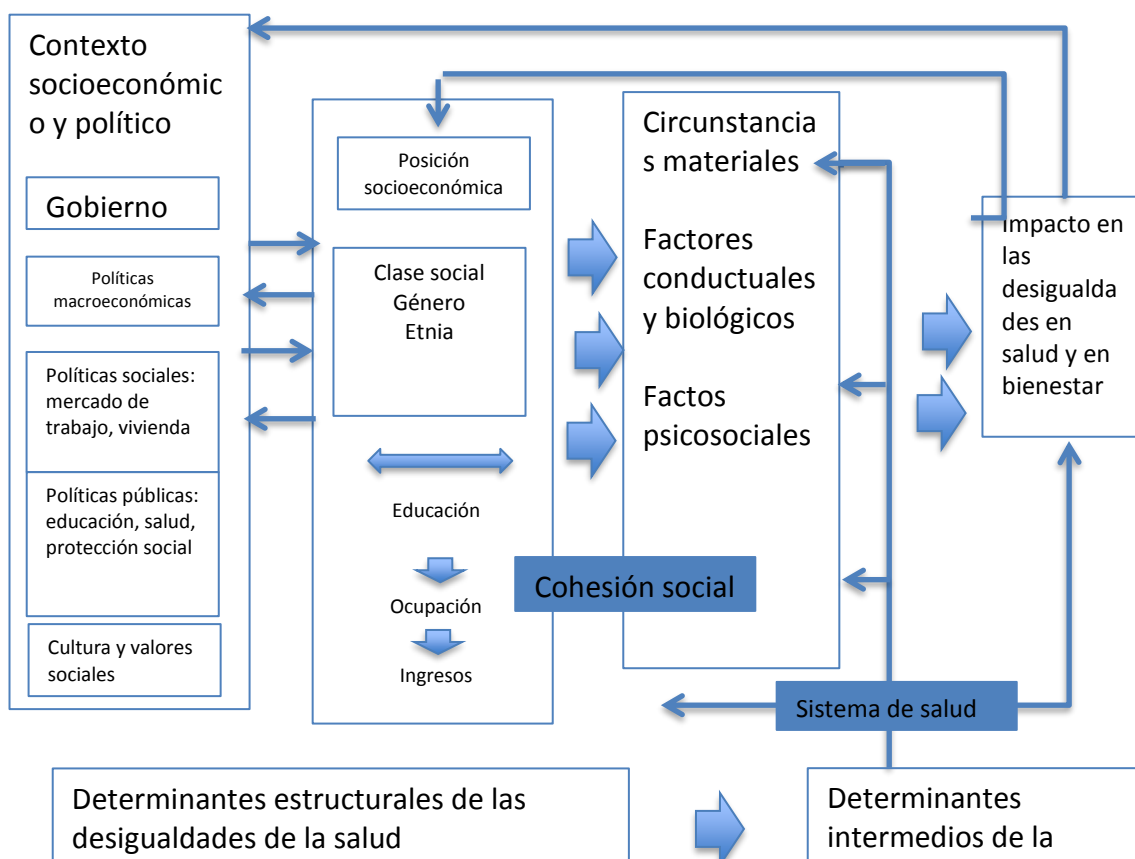 Contexto
socioeconómic
o y político
Gobierno
Políticas
macroeconómicas
Políticas sociales:
mercado de
trabajo, vivienda
Políticas públicas:
educación, salud,
protección social
Cultura y valores
sociales
Posición
socioeconómica
Clase social
Género
Etnia
Educación
Ocupación
Ingresos
Cohesión social
Circunstancia
s materiales
Factores
conductuales
y biológicos
Factos
psicosociales
Impacto en
las
desigualda
des en
salud y en
bienestar
Sistema de salud
Determinantes estructurales de las
desigualdades de la salud
Determinantes
intermedios de la